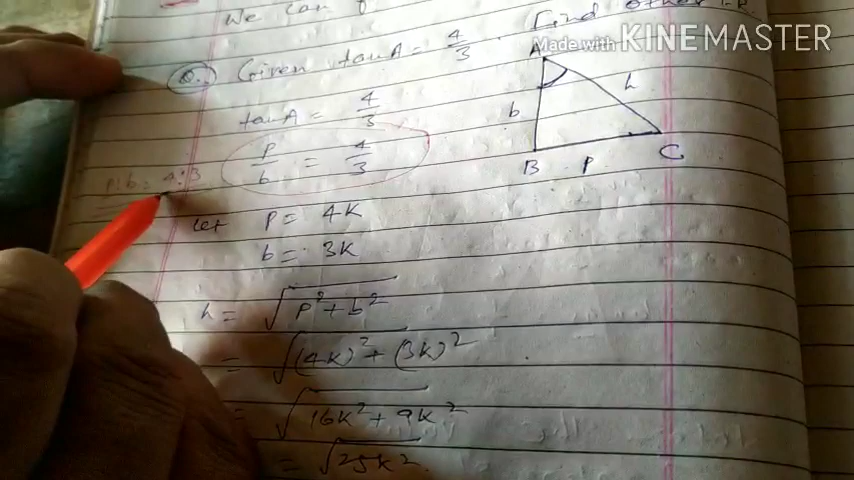 We can
Q. Given tanA = 4/3 . Find other
Made with KINEMASTER
tanA = 4/3
A
h
b
B P C
P/b = 4/3
P:b = 4:3
Let P = 4K
b = 3K
h = √P² + b²
= √(4K)² + (3K)²
= √16K² + 9K²
= √25K²